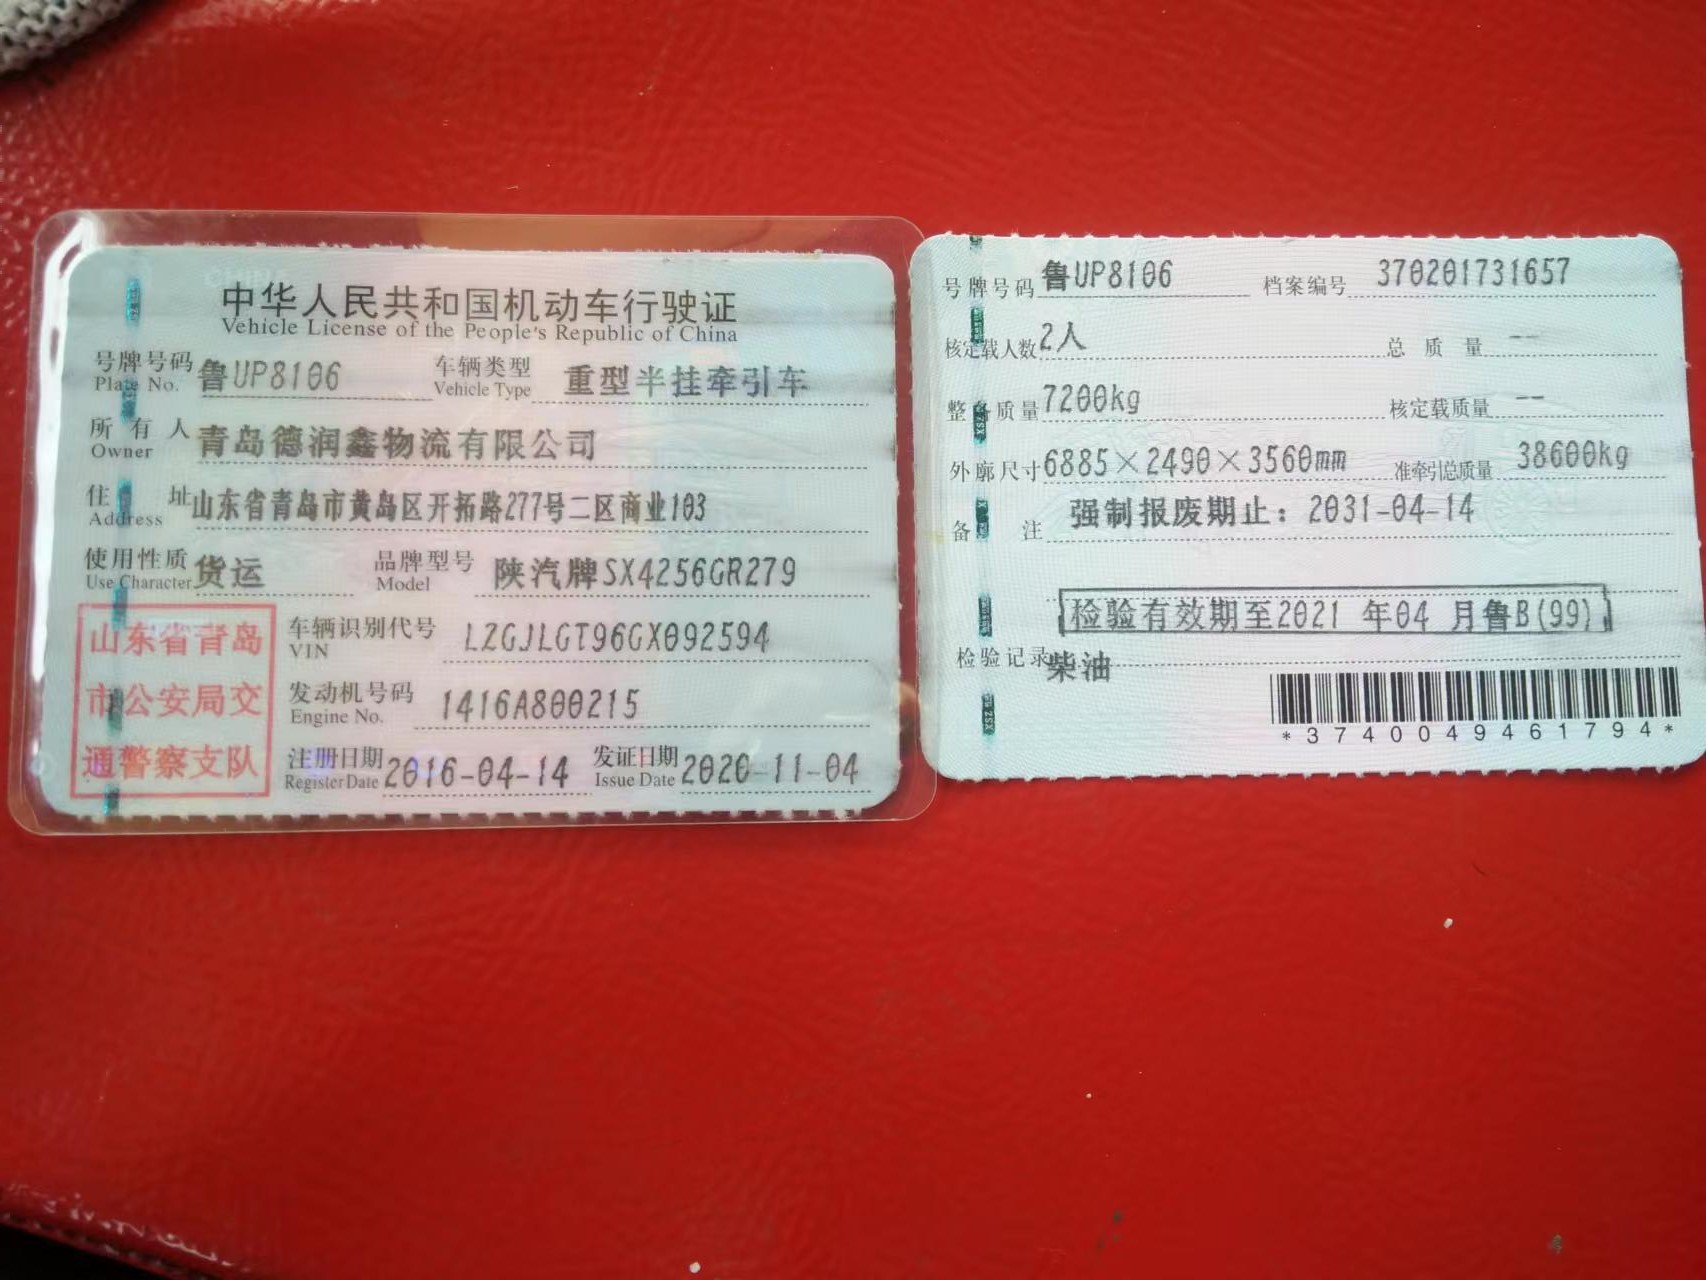 中华人民共和国机动车行驶证
Vehicle License of the People's Republic of China
号牌号码 鲁UP8106 车辆类型 重型半挂牵引车
Plate No. Vehicle Type
所有人 青岛德润鑫物流有限公司
Owner
住址 山东省青岛市黄岛区开拓路277号二区商业103
Address
使用性质 货运 品牌型号 陕汽牌SX4256GR279
Use Character Model
山东省青岛
市公安局交
通警察支队
车辆识别代号 LZGJLGT96GX092594
VIN
发动机号码 1416A800215
Engine No.
注册日期 2016-04-14 发证日期 2020-11-04
Register Date Issue Date
号牌号码 鲁UP8106 档案编号 370201731657
核定载人数 2人 总质量 --
整备质量 7200kg 核定载质量 --
外廓尺寸 6885×2490×3560mm 准牵引总质量 38600kg
备注 强制报废期止：2031-04-14
检验有效期至2021 年04 月鲁B(99)
检验记录 柴油
*3740049461794*